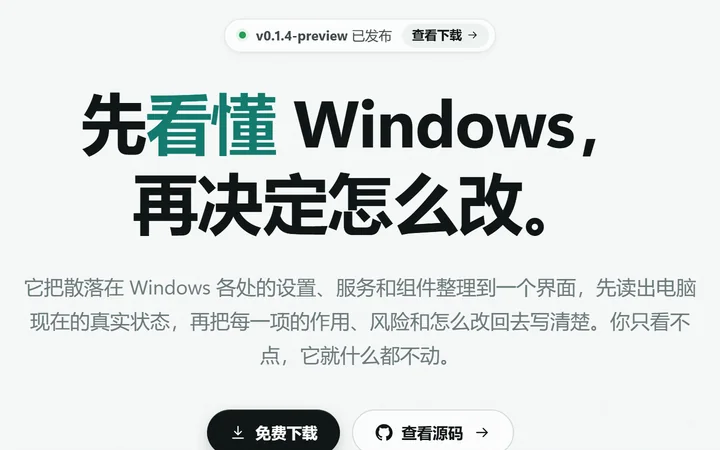 v0.1.4-preview 已发布 查看下载 →
先看懂 Windows，
再决定怎么改。
它把散落在 Windows 各处的设置、服务和组件整理到一个界面，先读出电脑
现在的真实状态，再把每一项的作用、风险和怎么改回去写清楚。你只看不
点，它就什么都不动。
免费下载 查看源码 →